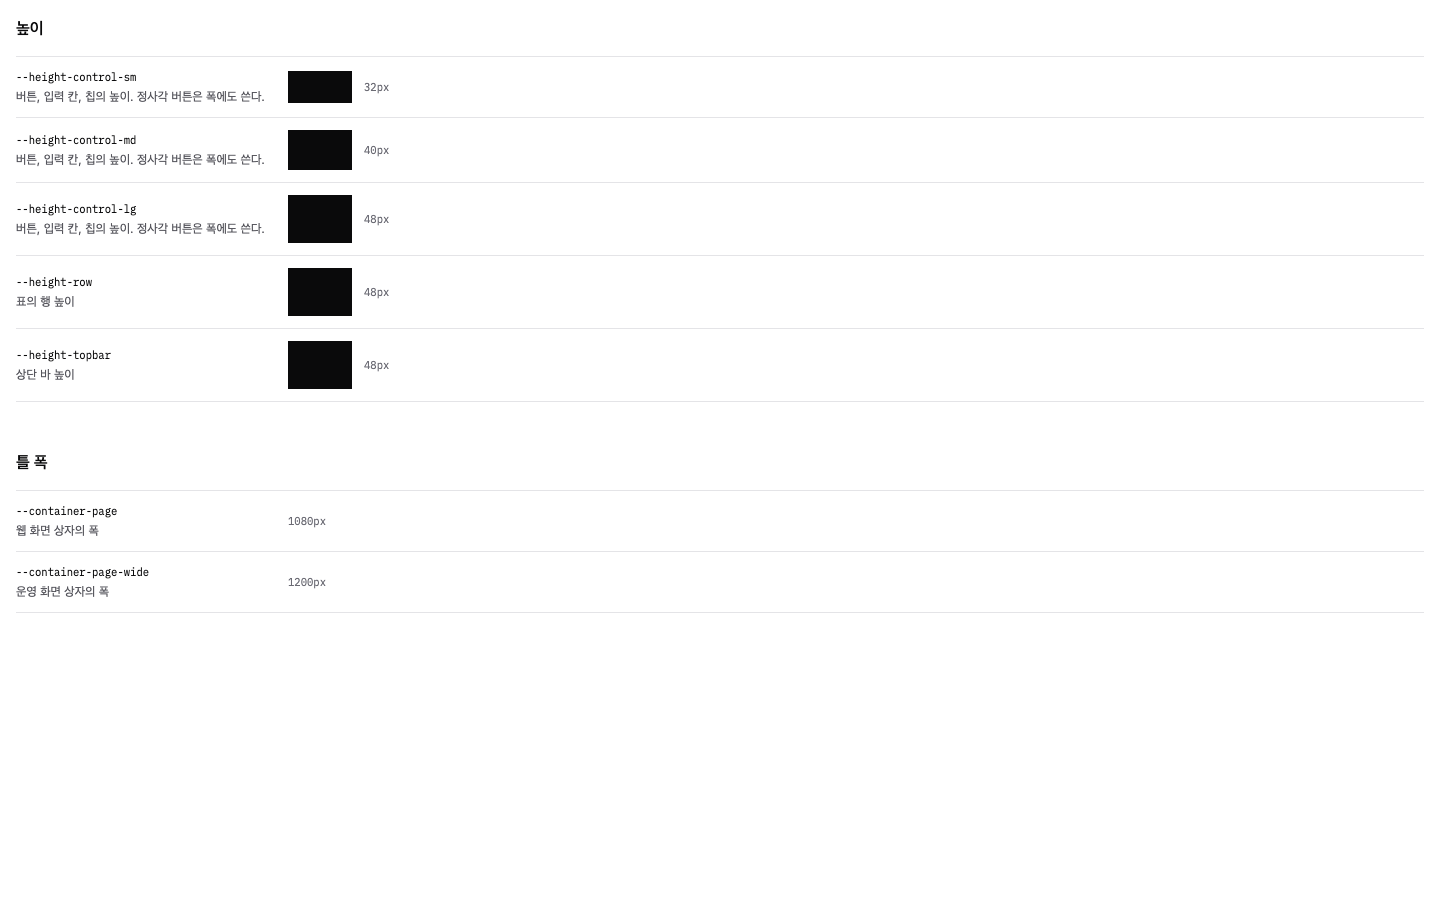 높이
--height-control-sm
버튼, 입력 칸, 칩의 높이. 정사각 버튼은 폭에도 쓴다.
32px
--height-control-md
버튼, 입력 칸, 칩의 높이. 정사각 버튼은 폭에도 쓴다.
40px
--height-control-lg
버튼, 입력 칸, 칩의 높이. 정사각 버튼은 폭에도 쓴다.
48px
--height-row
표의 행 높이
48px
--height-topbar
상단 바 높이
48px
틀 폭
--container-page
웹 화면 상자의 폭
1080px
--container-page-wide
운영 화면 상자의 폭
1200px